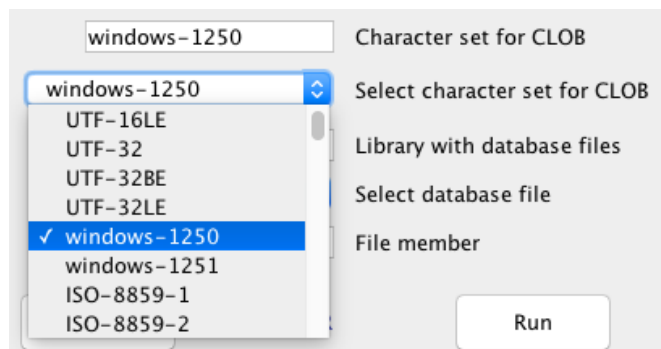 windows-1250 Character set for CLOB
windows-1250 Select character set for CLOB
UTF-16LE
UTF-32 Library with database files
UTF-32BE
UTF-32LE Select database file
✓ windows-1250 File member
windows-1251
ISO-8859-1
ISO-8859-2 Run